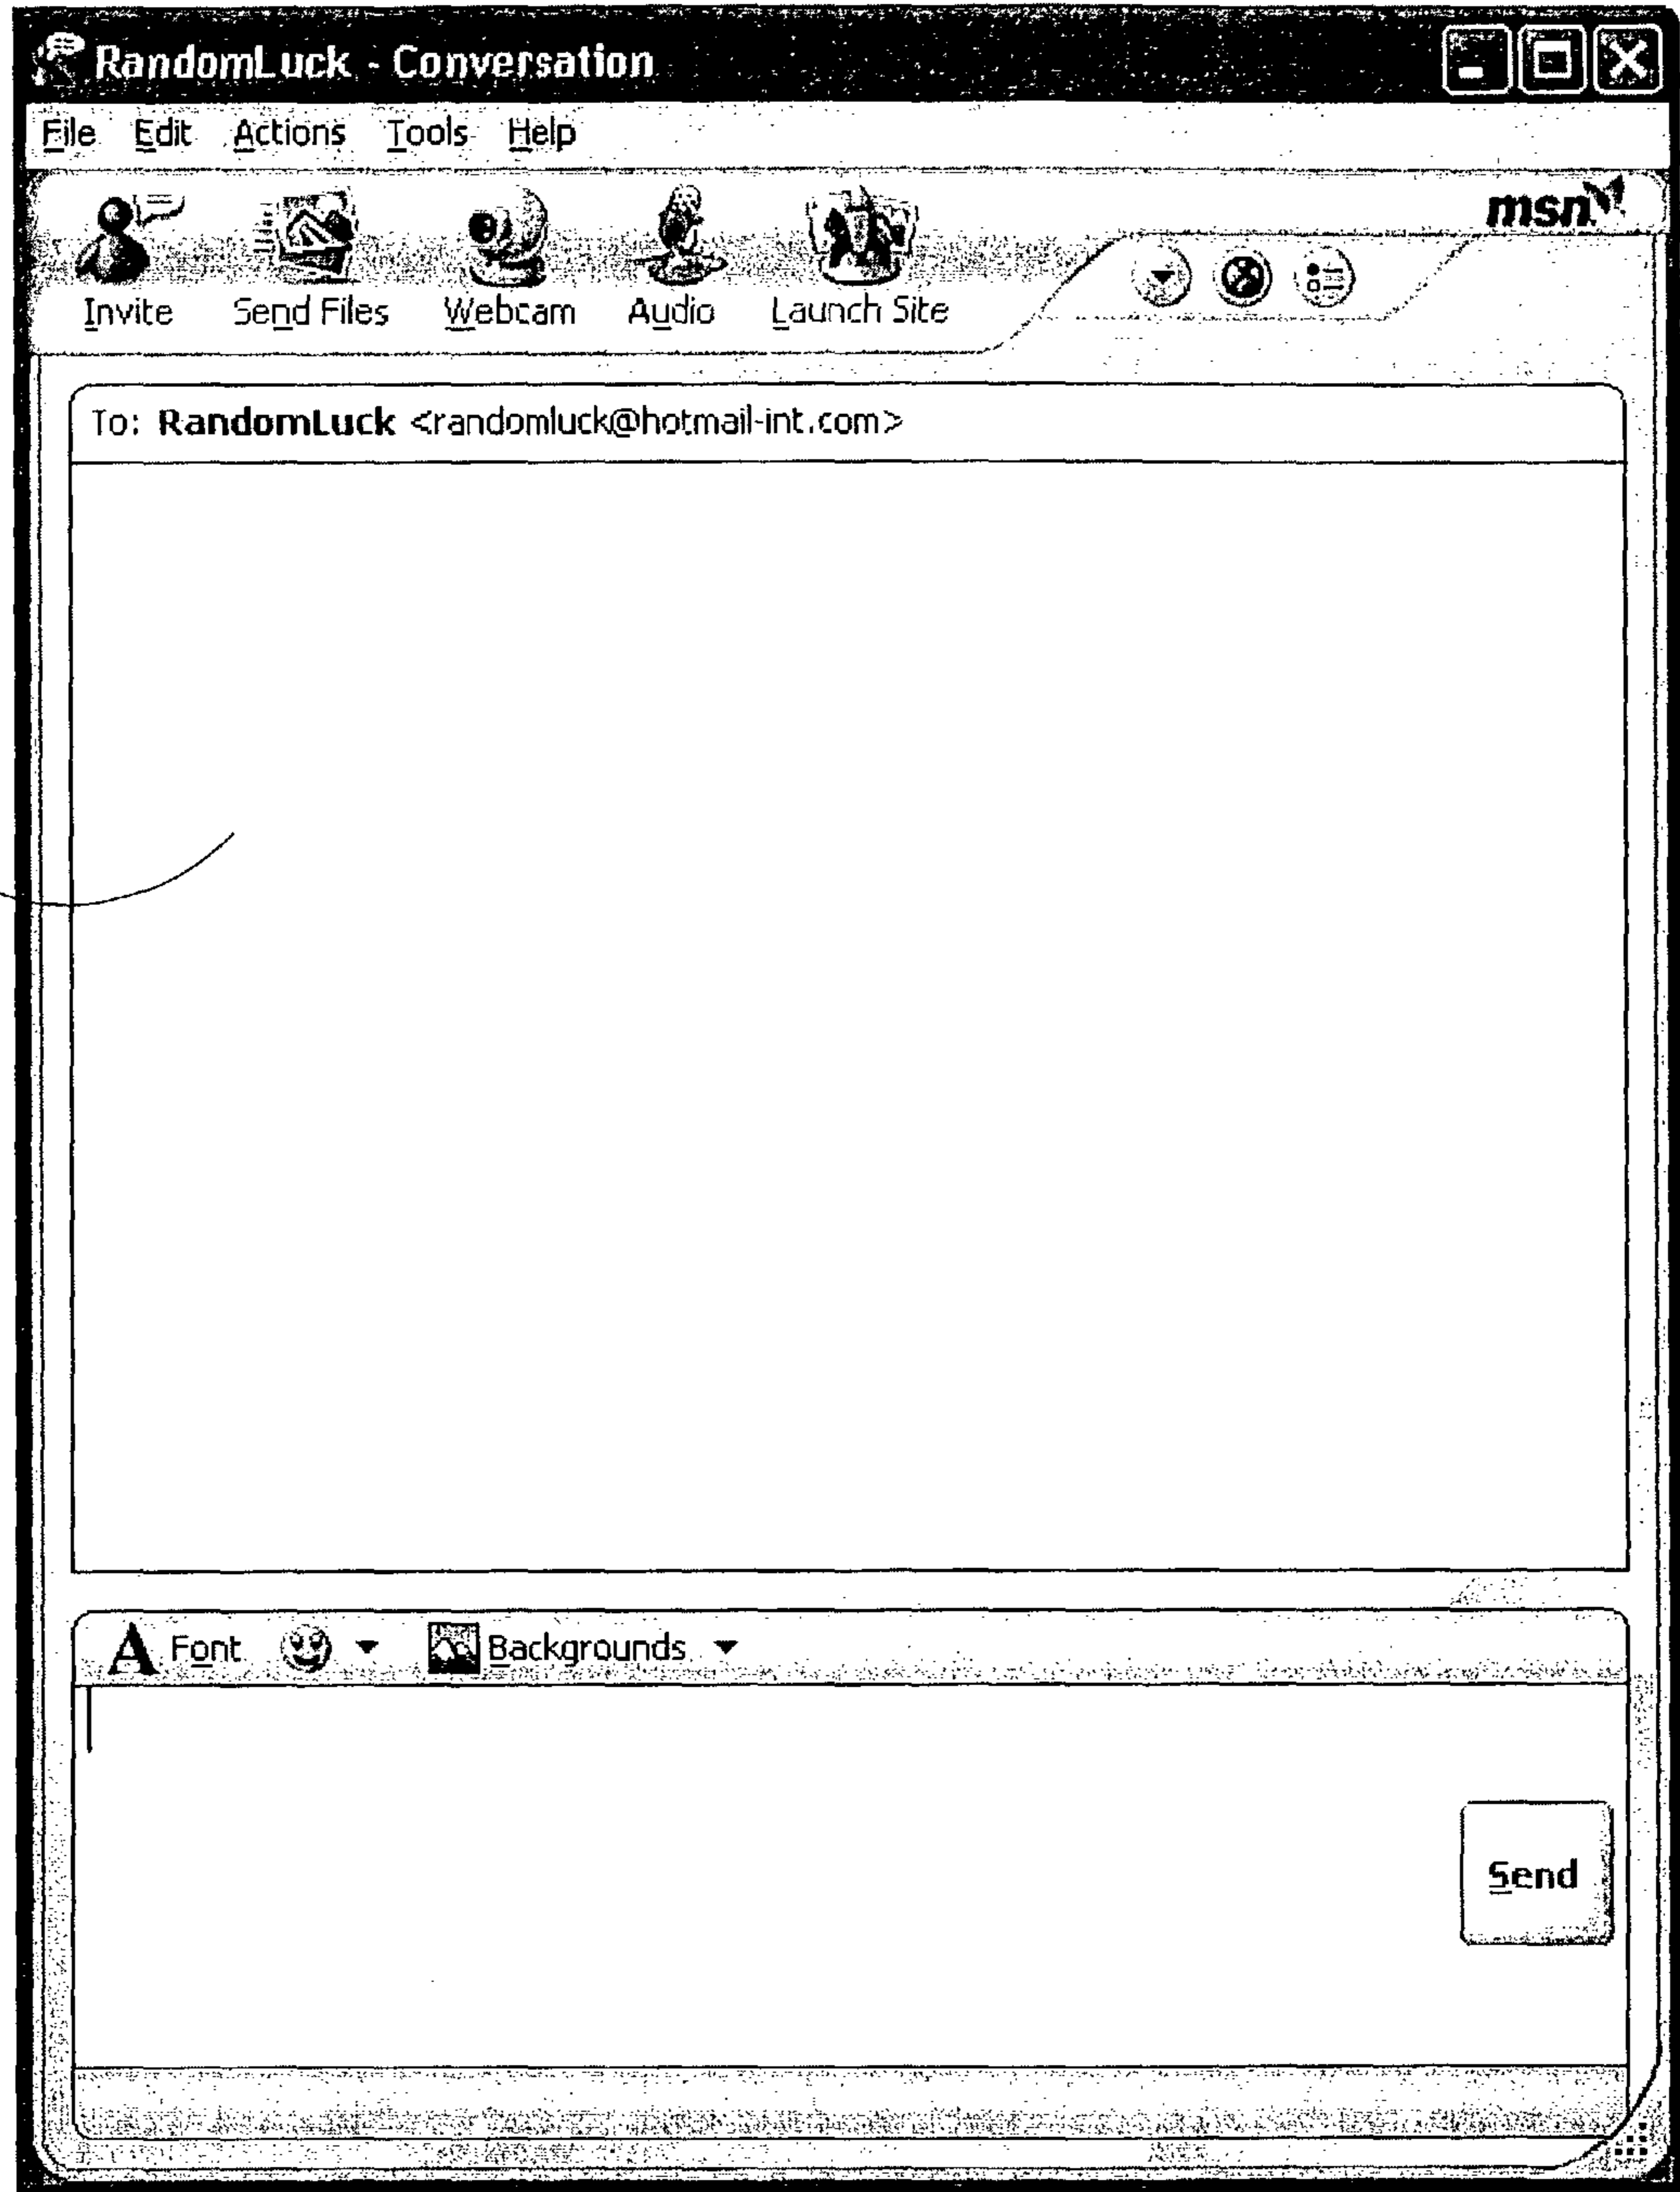 RandomLuck - Conversation
File Edit Actions Tools Help
msn
Invite Send Files Webcam Audio Launch Site
To: RandomLuck <randomluck@hotmail-int.com>
A Font Backgrounds
Send